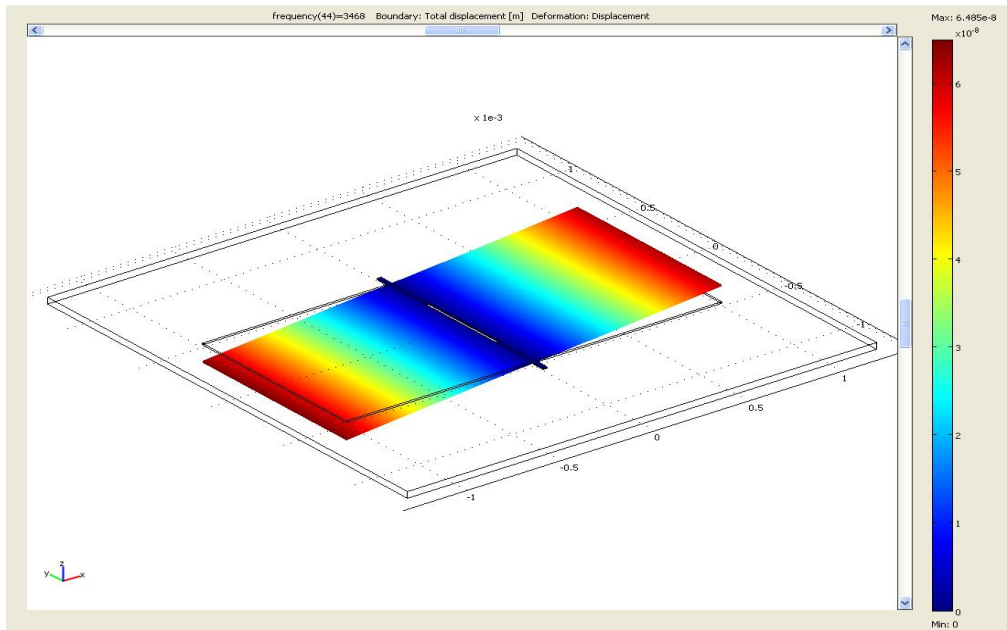 frequency(44)=3468 Boundary: Total displacement [m] Deformation: Displacement
Max: 6.485e-8
x10-8
x 1e-3
1
0.5
0
-0.5
-1
1
0.5
0
-0.5
-1
6
5
4
3
2
1
0
Min: 0
z
y
x